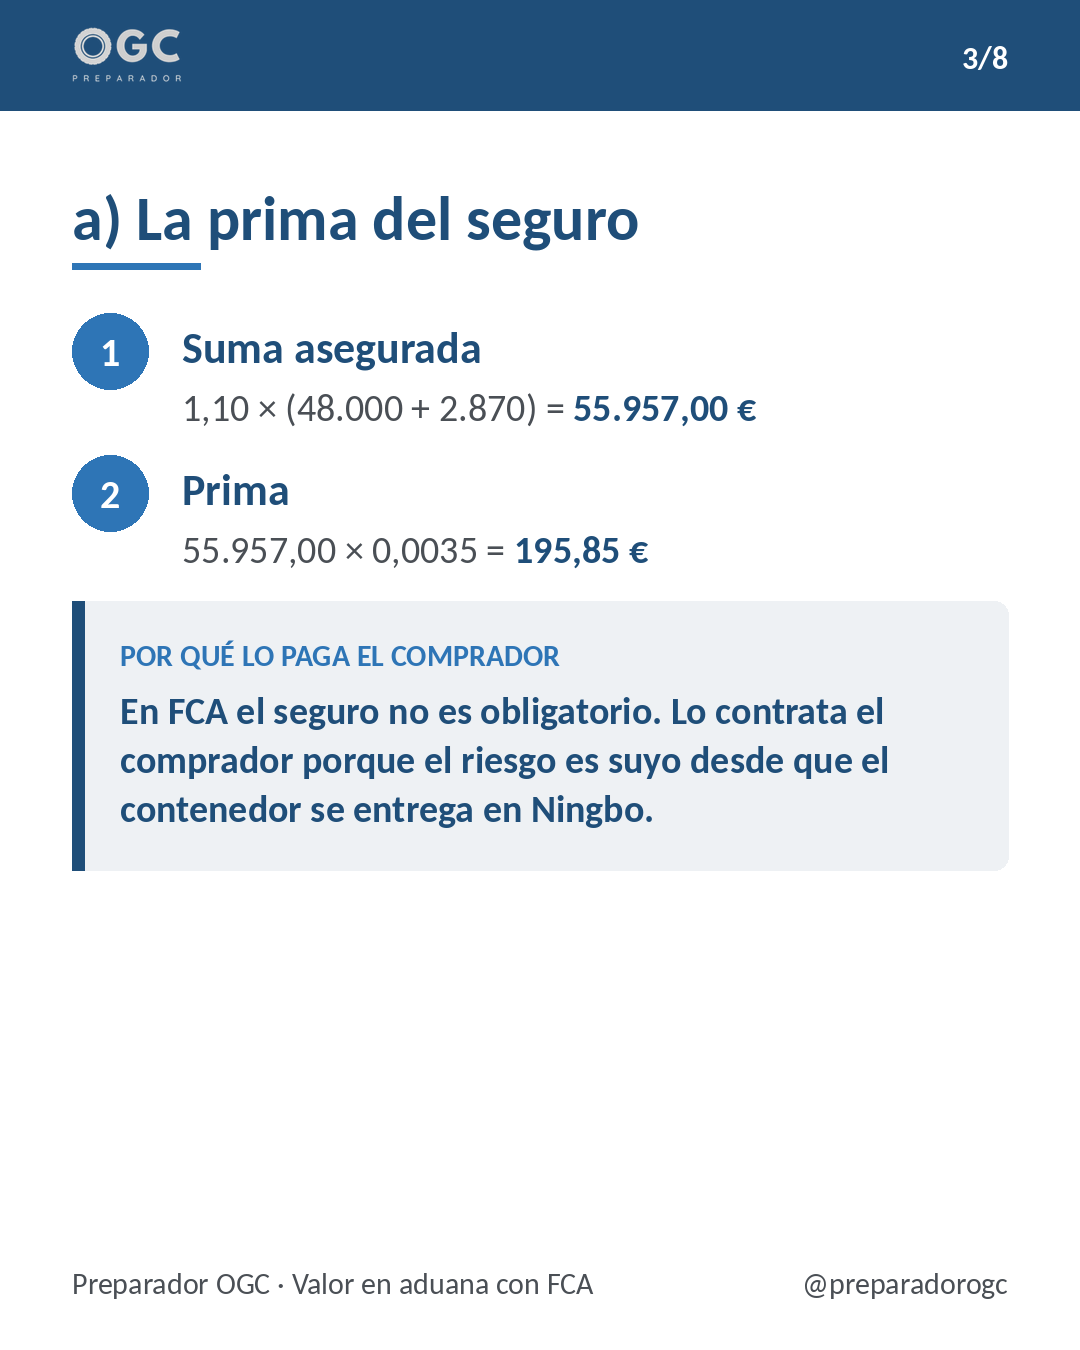 OGC
PREPARADOR
3/8
a) La prima del seguro
1
Suma asegurada
1,10 × (48.000 + 2.870) = 55.957,00 €
2
Prima
55.957,00 × 0,0035 = 195,85 €
POR QUÉ LO PAGA EL COMPRADOR
En FCA el seguro no es obligatorio. Lo contrata el
comprador porque el riesgo es suyo desde que el
contenedor se entrega en Ningbo.
Preparador OGC · Valor en aduana con FCA
@preparadorogc